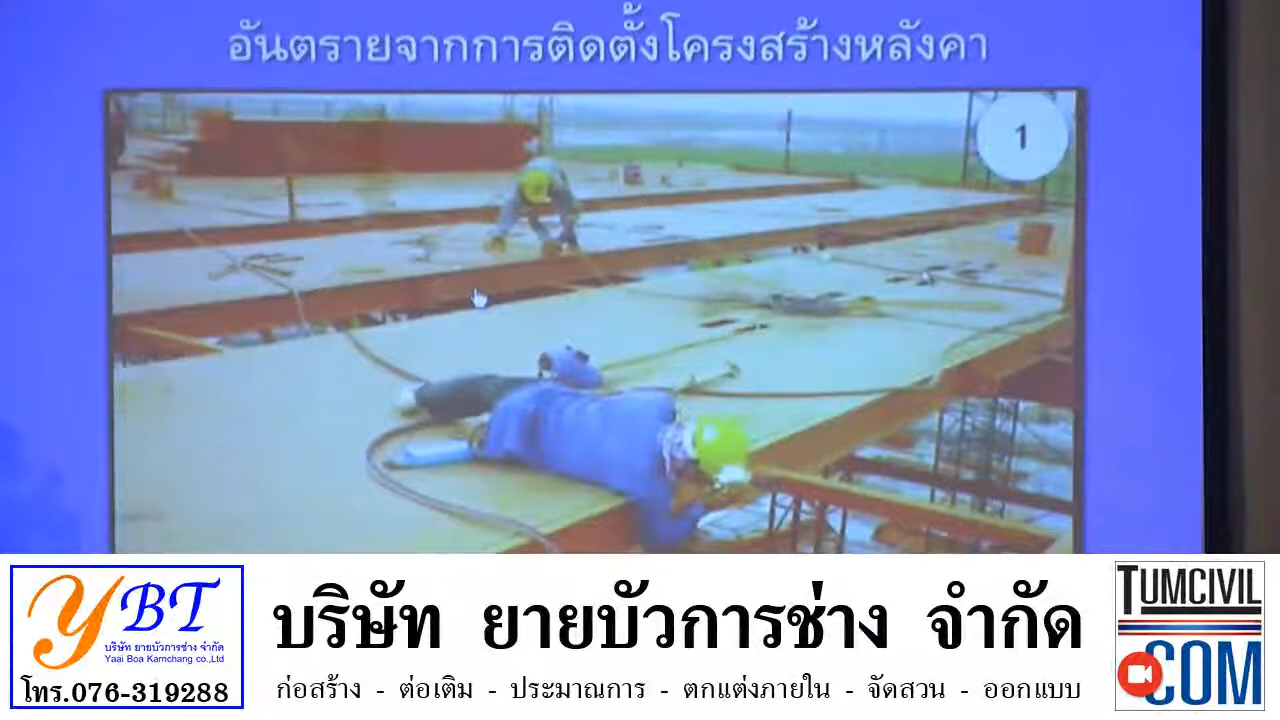 อันตรายจากการติดตั้งโครงสร้างหลังคา
1
YBT
บริษัท ยายบัวการช่าง จำกัด
Yaai Boa Kamchang co.,Ltd
โทร.076-319288
บริษัท ยายบัวการช่าง จำกัด
ก่อสร้าง - ต่อเติม - ประมาณการ - ตกแต่งภายใน - จัดสวน - ออกแบบ
TUMCIVIL
.COM